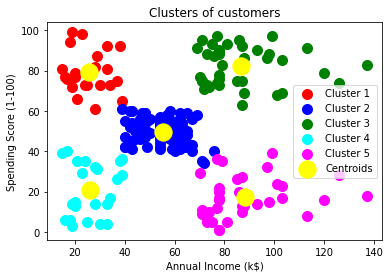 Clusters of customers
100
80
60
40
20
0
Spending Score (1-100)
Cluster 1
Cluster 2
Cluster 3
Cluster 4
Cluster 5
Centroids
20 40 60 80 100 120 140
Annual Income (k$)